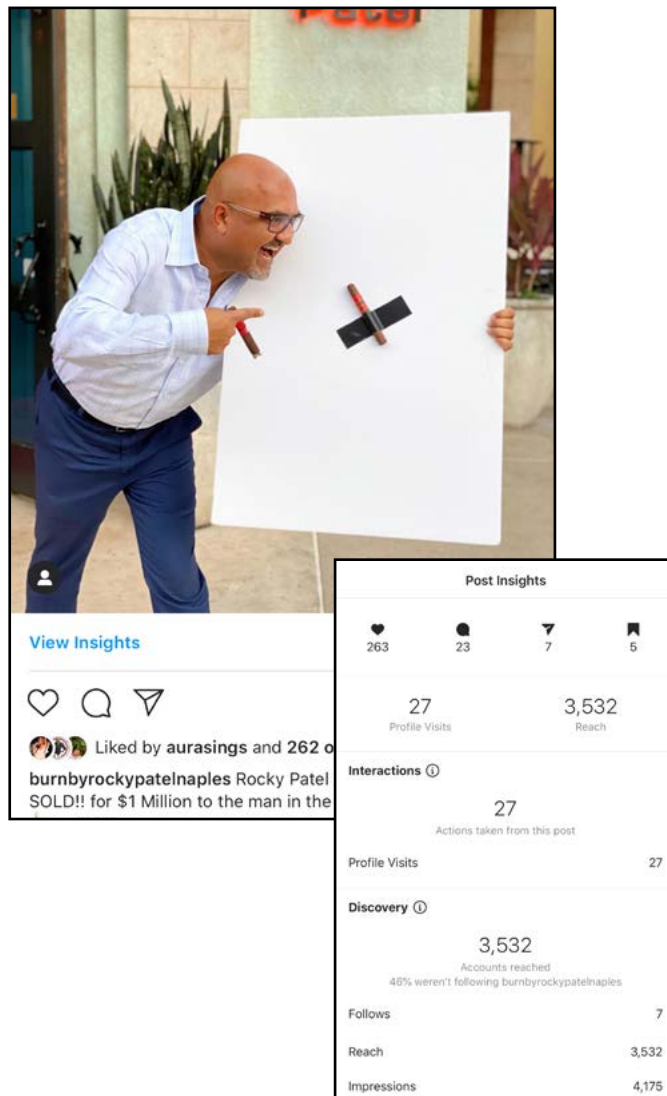 Patel
View Insights
Liked by aurasings and 262 o
burnbyrockypatelnaples Rocky Patel
SOLD!! for $1 Million to the man in the
Post Insights
263 23 7 5
27 3,532
Profile Visits Reach
Interactions
27
Actions taken from this post
Profile Visits 27
Discovery
3,532
Accounts reached
46% weren't following burnbyrockypatelnaples
Follows 7
Reach 3,532
Impressions 4,175